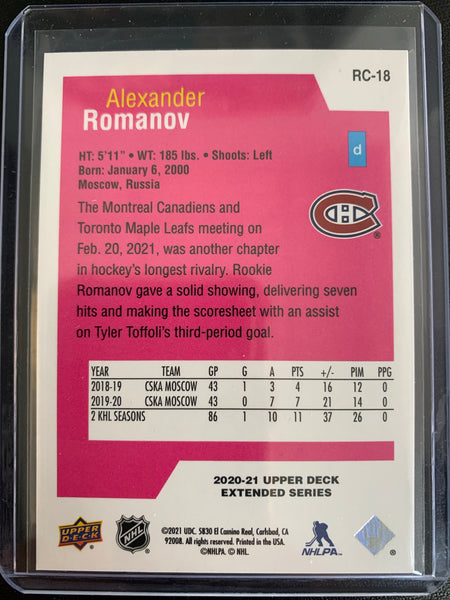 RC-18
Alexander
Romanov
HT: 5'11" • WT: 185 lbs. • Shoots: Left
Born: January 6, 2000
Moscow, Russia
d
The Montreal Canadiens and
Toronto Maple Leafs meeting on
Feb. 20, 2021, was another chapter
in hockey's longest rivalry. Rookie
Romanov gave a solid showing, delivering seven
hits and making the scoresheet with an assist
on Tyler Toffoli's third-period goal.
®
YEAR TEAM GP G A PTS +/- PIM PPG
2018-19 CSKA MOSCOW 43 1 3 4 16 12 0
2019-20 CSKA MOSCOW 43 0 7 7 21 14 0
2 KHL SEASONS 86 1 10 11 37 26 0
2020-21 UPPER DECK
EXTENDED SERIES
UPPER DECK
NHL
©2021 UDC. 5830 El Camino Real, Carlsbad, CA
92008. All rights reserved. Printed in the USA.
©NHLPA. © NHL.
NHLPA
®